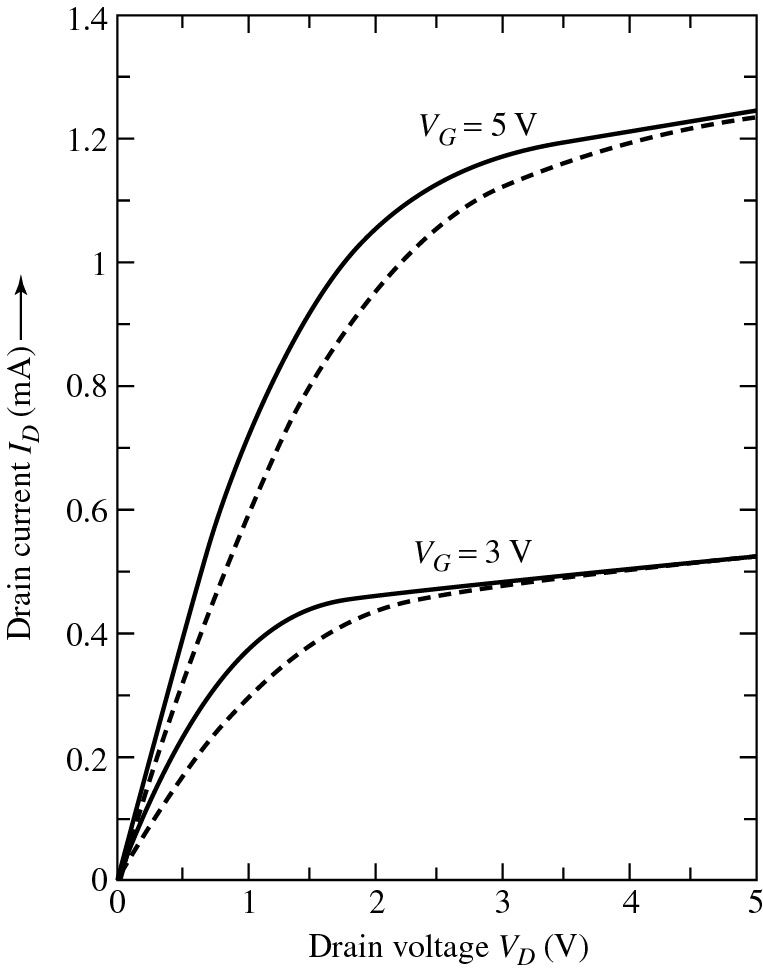 1.4
V_G = 5 V
1.2
1
0.8
0.6
V_G = 3 V
0.4
0.2
0
0 1 2 3 4 5
Drain current I_D (mA)
Drain voltage V_D (V)